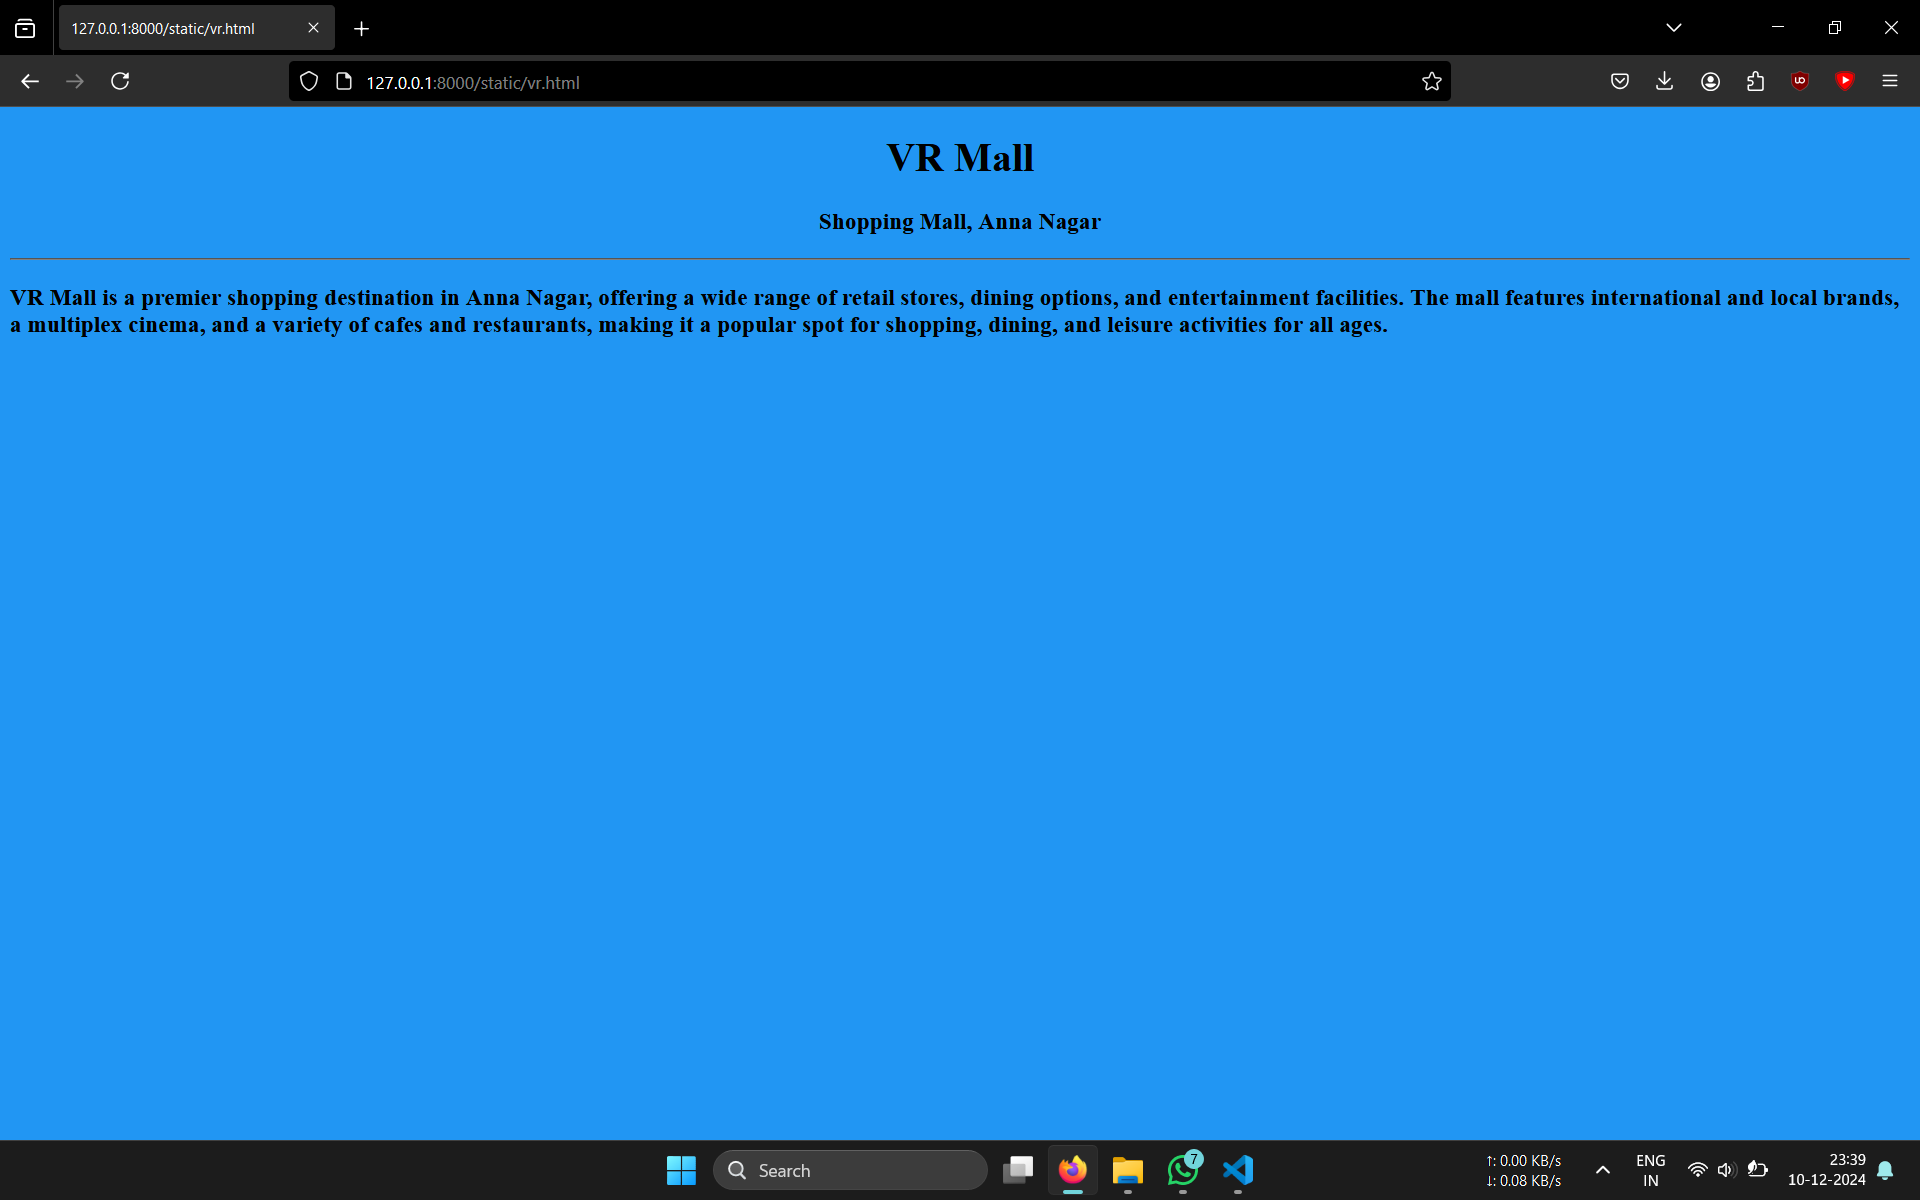 127.0.0.1:8000/static/vr.html
127.0.0.1:8000/static/vr.html
VR Mall
Shopping Mall, Anna Nagar
VR Mall is a premier shopping destination in Anna Nagar, offering a wide range of retail stores, dining options, and entertainment facilities. The mall features international and local brands,
a multiplex cinema, and a variety of cafes and restaurants, making it a popular spot for shopping, dining, and leisure activities for all ages.
Search
7
↑: 0.00 KB/s
↓: 0.08 KB/s
ENG
IN
23:39
10-12-2024